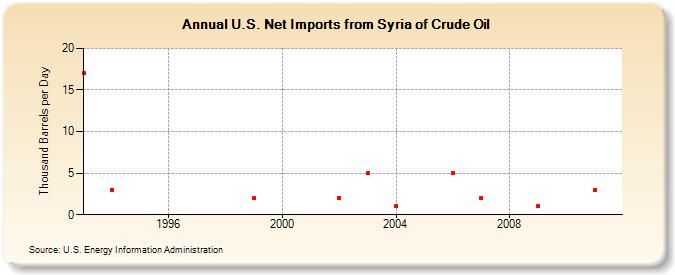 Annual U.S. Net Imports from Syria of Crude Oil
Thousand Barrels per Day
20
15
10
5
0
1996 2000 2004 2008
Source: U.S. Energy Information Administration